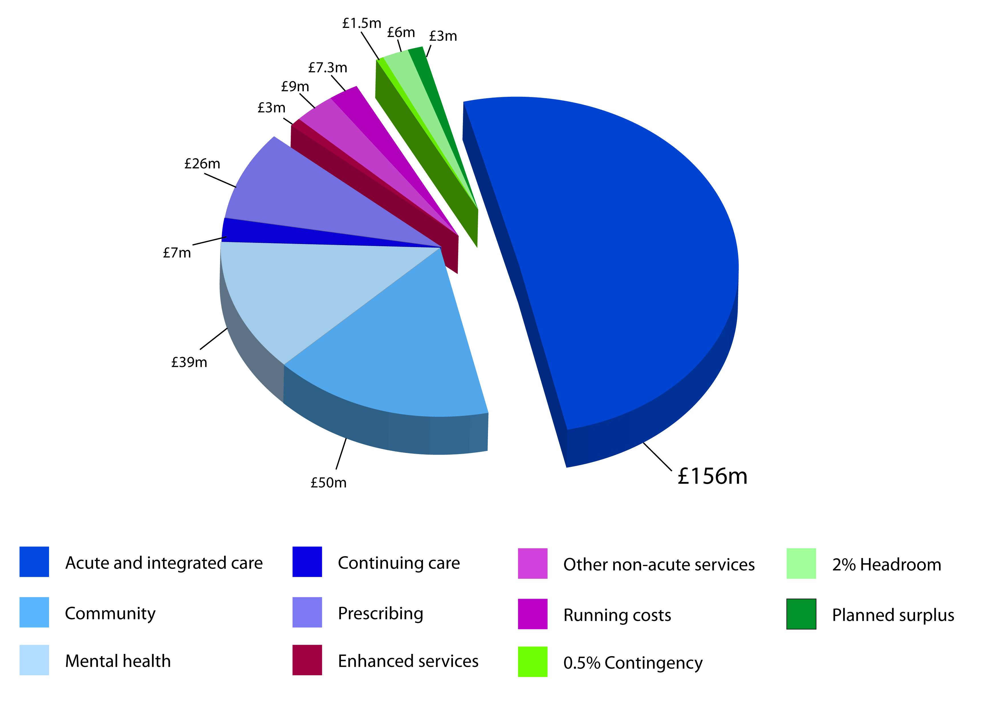 £1.5m
£6m
£3m
£7.3m
£9m
£3m
£26m
£7m
£39m
£50m
£156m
Acute and integrated care
Community
Mental health
Continuing care
Prescribing
Enhanced services
Other non-acute services
Running costs
0.5% Contingency
2% Headroom
Planned surplus